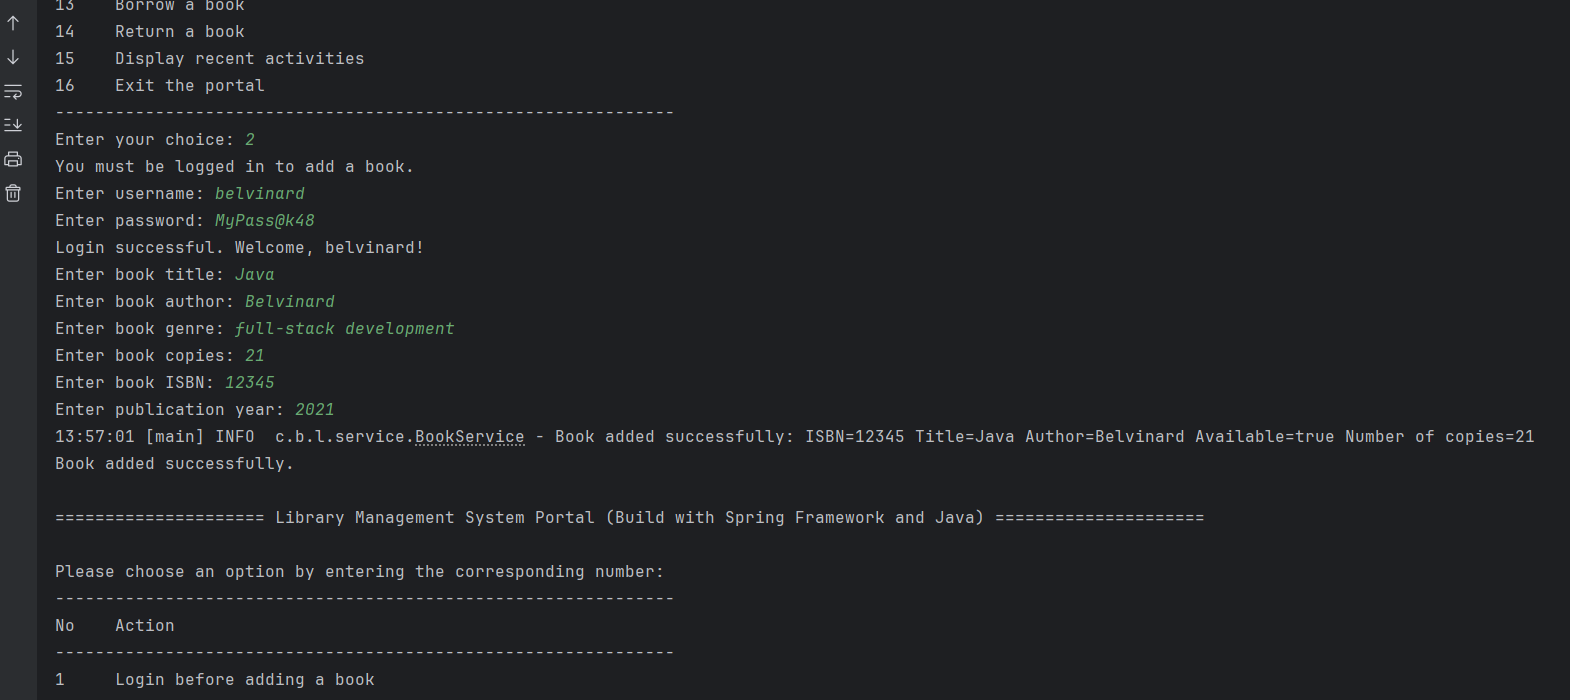 13    Borrow a book
14    Return a book
15    Display recent activities
16    Exit the portal
--------------------------------------------------------------
Enter your choice: 2
You must be logged in to add a book.
Enter username: belvinard
Enter password: MyPass@k48
Login successful. Welcome, belvinard!
Enter book title: Java
Enter book author: Belvinard
Enter book genre: full-stack development
Enter book copies: 21
Enter book ISBN: 12345
Enter publication year: 2021
13:57:01 [main] INFO  c.b.l.service.BookService - Book added successfully: ISBN=12345 Title=Java Author=Belvinard Available=true Number of copies=21
Book added successfully.
===================== Library Management System Portal (Build with Spring Framework and Java) =====================
Please choose an option by entering the corresponding number:
--------------------------------------------------------------
No    Action
--------------------------------------------------------------
1     Login before adding a book